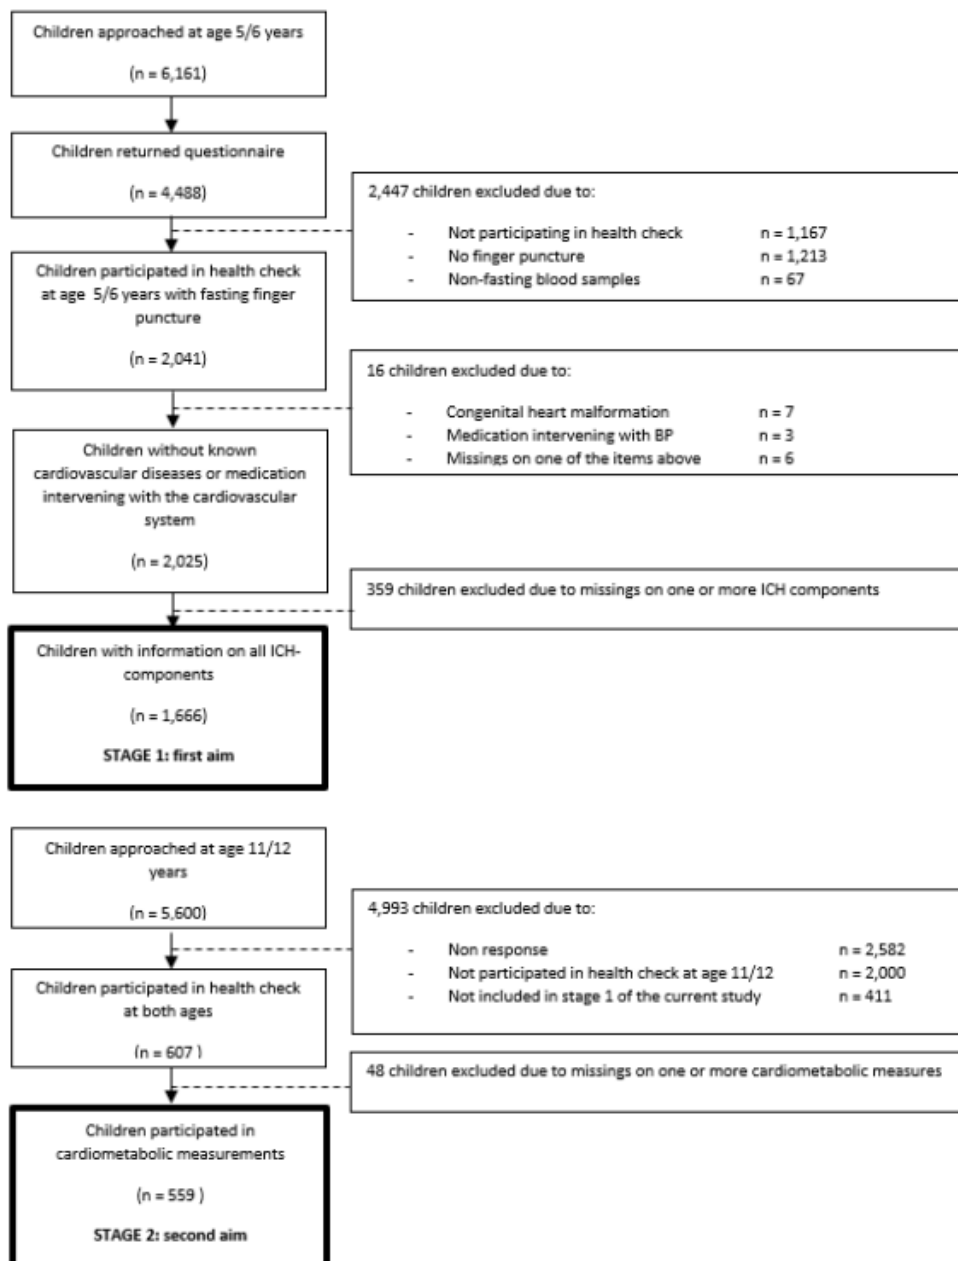 Children approached at age 5/6 years
(n = 6,161)
Children returned questionnaire
(n = 4,488)
2,447 children excluded due to:
- Not participating in health check n = 1,167
- No finger puncture n = 1,213
- Non-fasting blood samples n = 67
Children participated in health check
at age 5/6 years with fasting finger
puncture
(n = 2,041)
16 children excluded due to:
- Congenital heart malformation n = 7
- Medication intervening with BP n = 3
- Missings on one of the items above n = 6
Children without known
cardiovascular diseases or medication
intervening with the cardiovascular
system
(n = 2,025)
359 children excluded due to missings on one or more ICH components
Children with information on all ICH-
components
(n = 1,666)
STAGE 1: first aim
Children approached at age 11/12
years
(n = 5,600)
4,993 children excluded due to:
- Non response n = 2,582
- Not participated in health check at age 11/12 n = 2,000
- Not included in stage 1 of the current study n = 411
Children participated in health check
at both ages
(n = 607 )
48 children excluded due to missings on one or more cardiometabolic measures
Children participated in
cardiometabolic measurements
(n = 559 )
STAGE 2: second aim